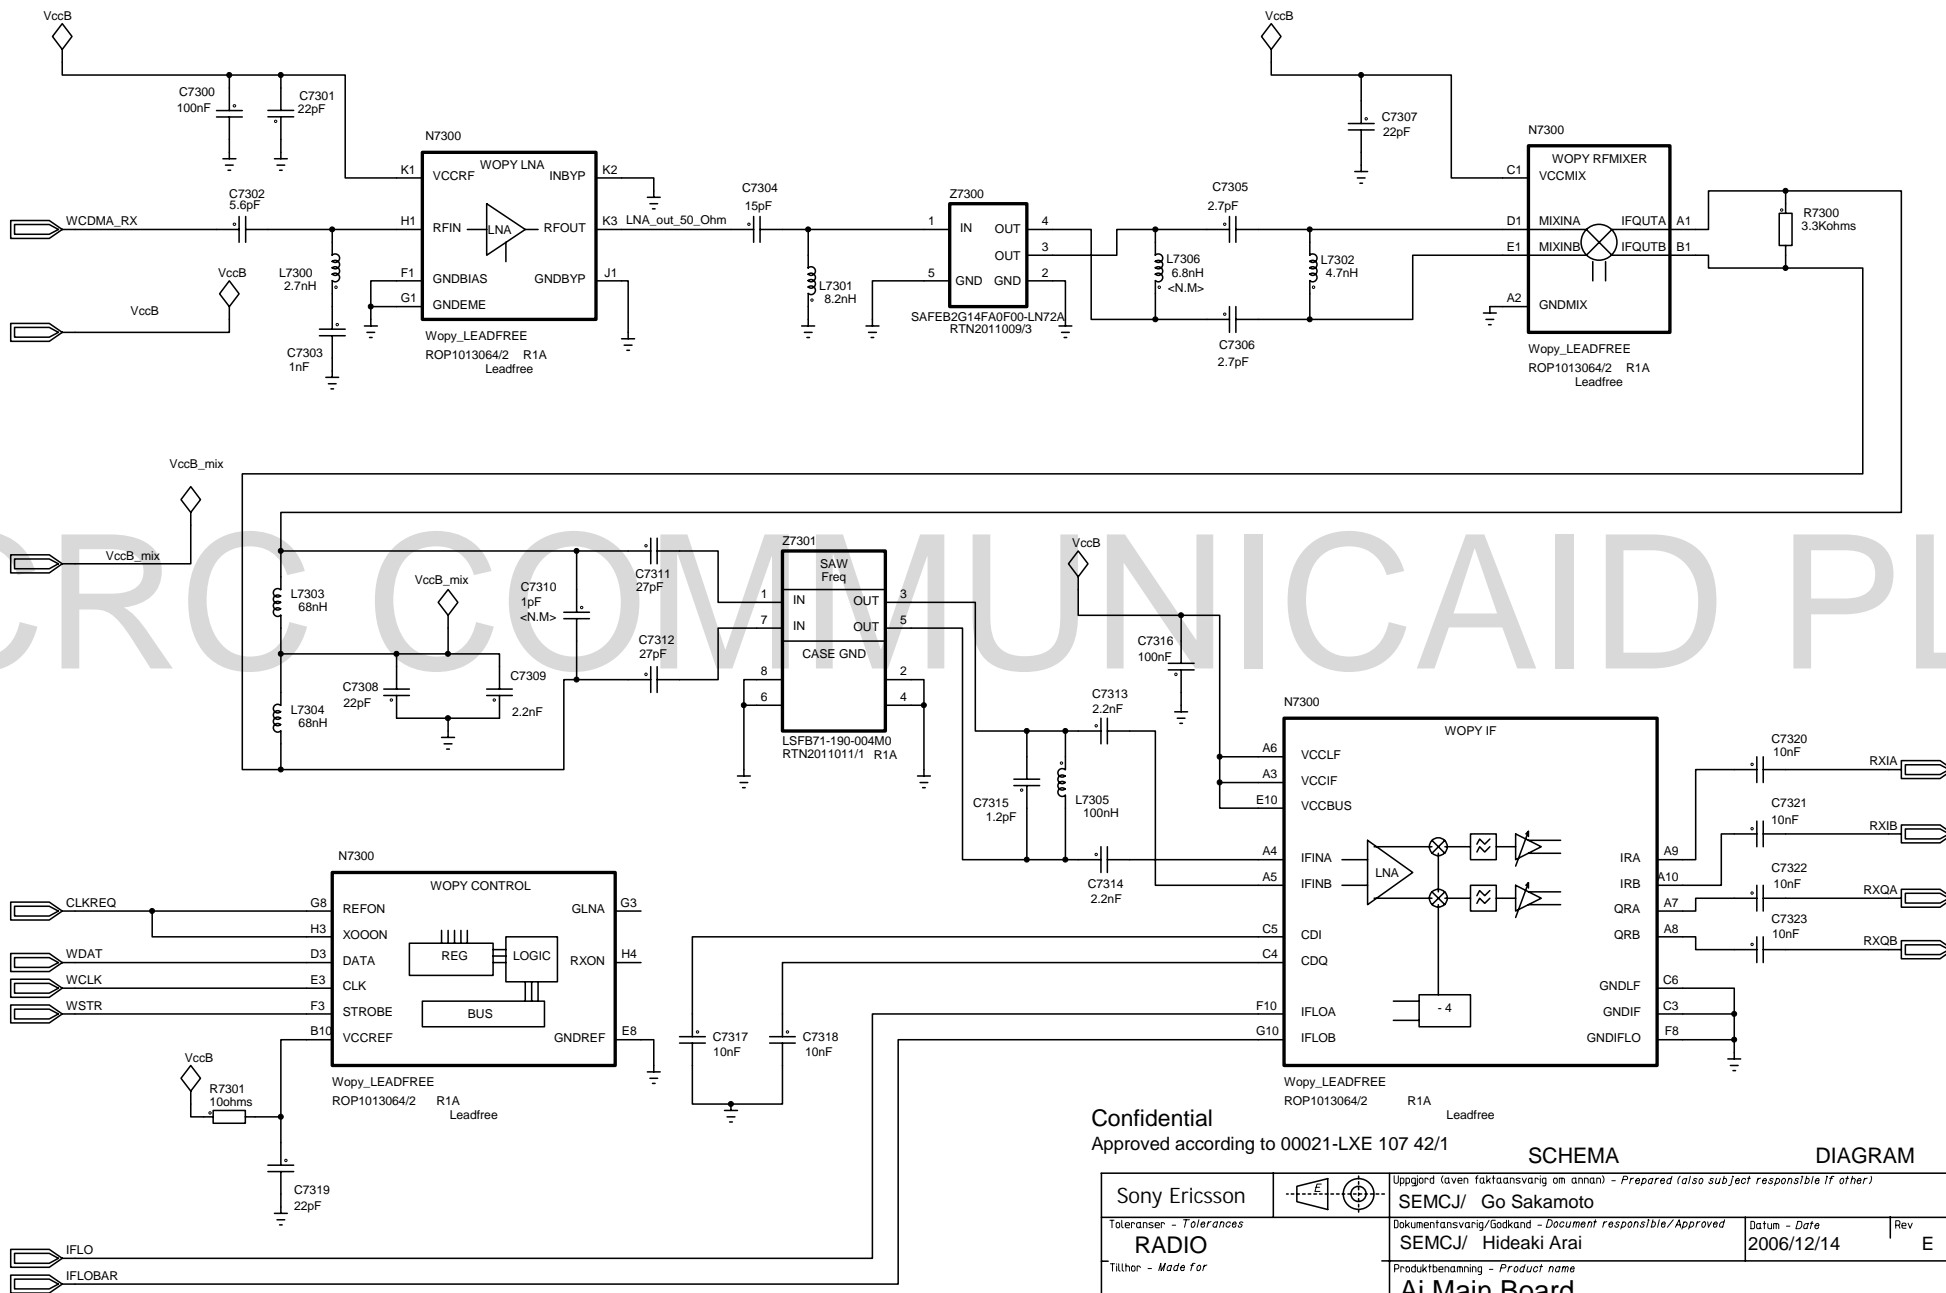 VccB
VccB
C7300
100nF
C7301
22pF
C7307
22pF
N7300
WOPY LNA
K1
VCCRF
INBYP
K2
WCDMA_RX
C7302
5.6pF
H1
RFIN
LNA
RFOUT
K3
LNA_out_50_Ohm
C7304
15pF
L7300
2.7nH
F1
GNDBIAS
GNDBYP
J1
G1
GNDEME
VccB
VccB
C7303
1nF
Wopy_LEADFREE
ROP1013064/2 R1A
Leadfree
L7301
8.2nH
Z7300
1
IN
OUT
4
OUT
3
5
GND
GND
2
SAFEB2G14FA0F00-LN72A
RTN2011009/3
C7305
2.7pF
L7306
6.8nH
<N.M>
L7302
4.7nH
C7306
2.7pF
N7300
WOPY RFMIXER
C1
VCCMIX
D1
MIXINA
IFQUTA
A1
E1
MIXINB
IFQUTB
B1
A2
GNDMIX
R7300
3.3Kohms
Wopy_LEADFREE
ROP1013064/2 R1A
Leadfree
VccB_mix
VccB_mix
CRC COMMUNICAID PL
L7303
68nH
VccB_mix
C7310
1pF
<N.M>
C7311
27pF
C7312
27pF
L7304
68nH
C7308
22pF
C7309
2.2nF
Z7301
SAW
Freq
1
IN
OUT
3
7
IN
OUT
5
CASE GND
8
2
6
4
LSFB71-190-004M0
RTN2011011/1 R1A
VccB
C7316
100nF
C7313
2.2nF
C7315
1.2pF
L7305
100nH
C7314
2.2nF
N7300
WOPY IF
A6
VCCLF
A3
VCCIF
E10
VCCBUS
A4
IFINA
LNA
A5
IFINB
C5
CDI
C4
CDQ
F10
IFLOA
G10
IFLOB
- 4
IRA
A9
IRB
A10
QRA
A7
QRB
A8
GNDLF
C6
GNDIF
C3
GNDIFLO
F8
C7320
10nF
RXIA
C7321
10nF
RXIB
C7322
10nF
RXQA
C7323
10nF
RXQB
Wopy_LEADFREE
ROP1013064/2 R1A
Leadfree
N7300
WOPY CONTROL
CLKREQ
G8
REFON
GLNA
G3
H3
XOOON
REG
LOGIC
WDAT
D3
DATA
RXON
H4
WCLK
E3
CLK
WSTR
F3
STROBE
BUS
B10
VCCREF
GNDREF
E8
VccB
R7301
10ohms
Wopy_LEADFREE
ROP1013064/2 R1A
Leadfree
C7317
10nF
C7318
10nF
C7319
22pF
IFLO
IFLOBAR
Confidential
Approved according to 00021-LXE 107 42/1
SCHEMA DIAGRAM
Sony Ericsson
E
Uppgjord (aven faktaansvarig om annan) - Prepared (also subject responsible if other)
SEMCJ/ Go Sakamoto
Toleranser - Tolerances
RADIO
Dokumentansvarig/Godkand - Document responsible/Approved
SEMCJ/ Hideaki Arai
Datum - Date
2006/12/14
Rev
E
Tillhor - Made for
Produktbenamning - Product name
Ai Main Board